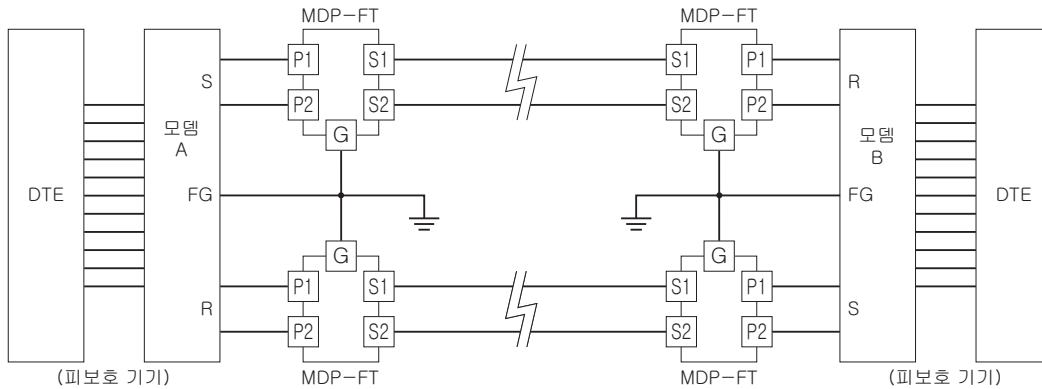 MDP-FT MDP-FT
P1 S1 S1 P1
S R
P2 S2 S2 P2
모뎀
A
G G
모뎀
B
DTE FG FG DTE
G G
P1 S1 S1 P1
R S
P2 S2 S2 P2
(피보호 기기) MDP-FT MDP-FT (피보호 기기)